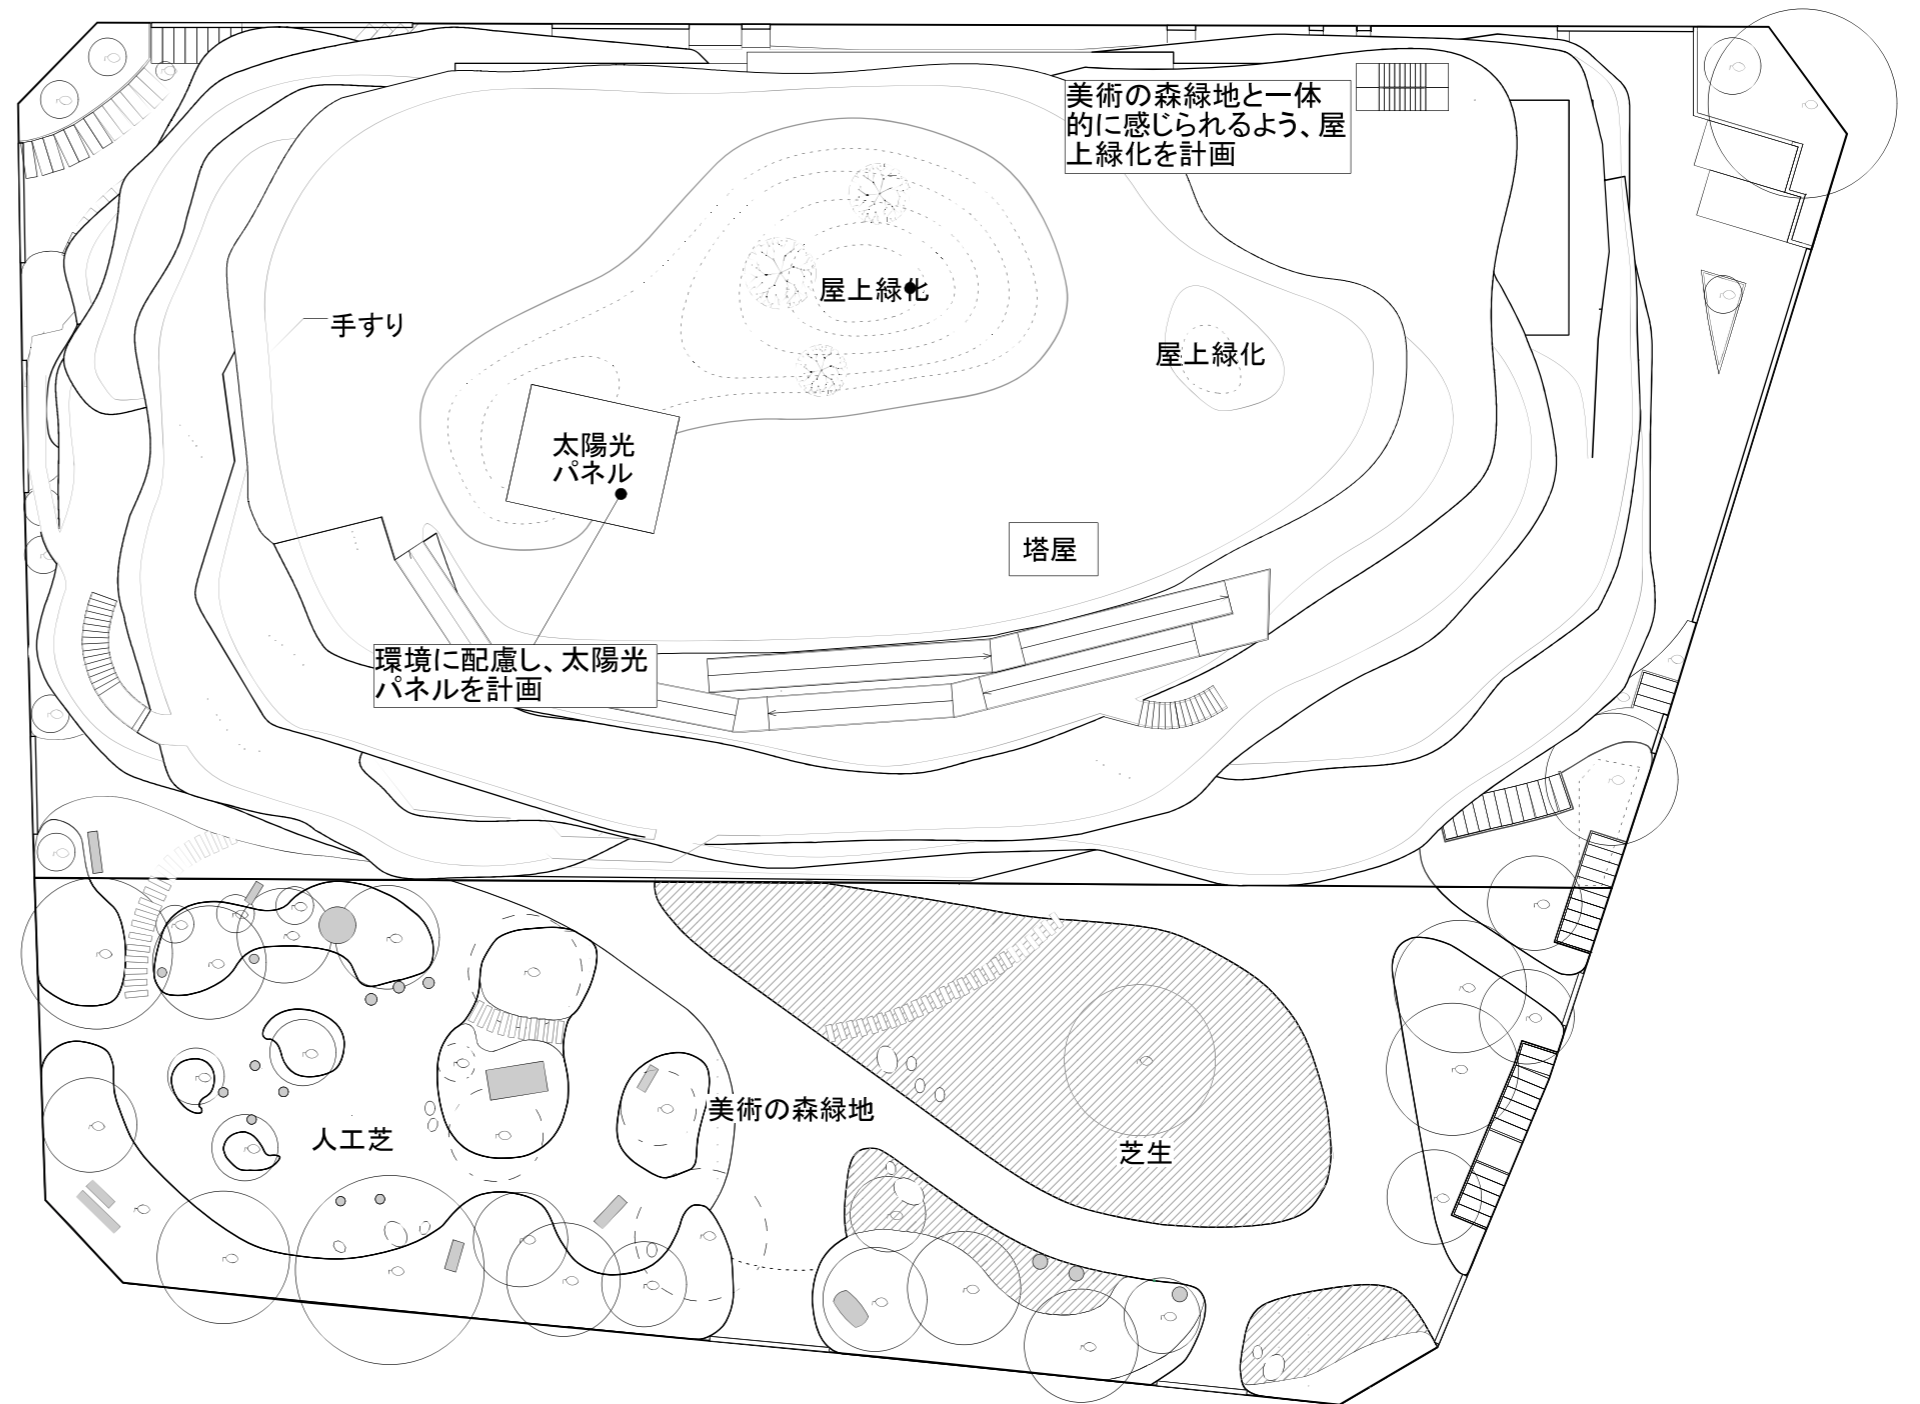 美術の森緑地と一体
的に感じられるよう、屋
上緑化を計画
屋上緑化
手すり
屋上緑化
太陽光
パネル
塔屋
環境に配慮し、太陽光
パネルを計画
美術の森緑地
人工芝
芝生